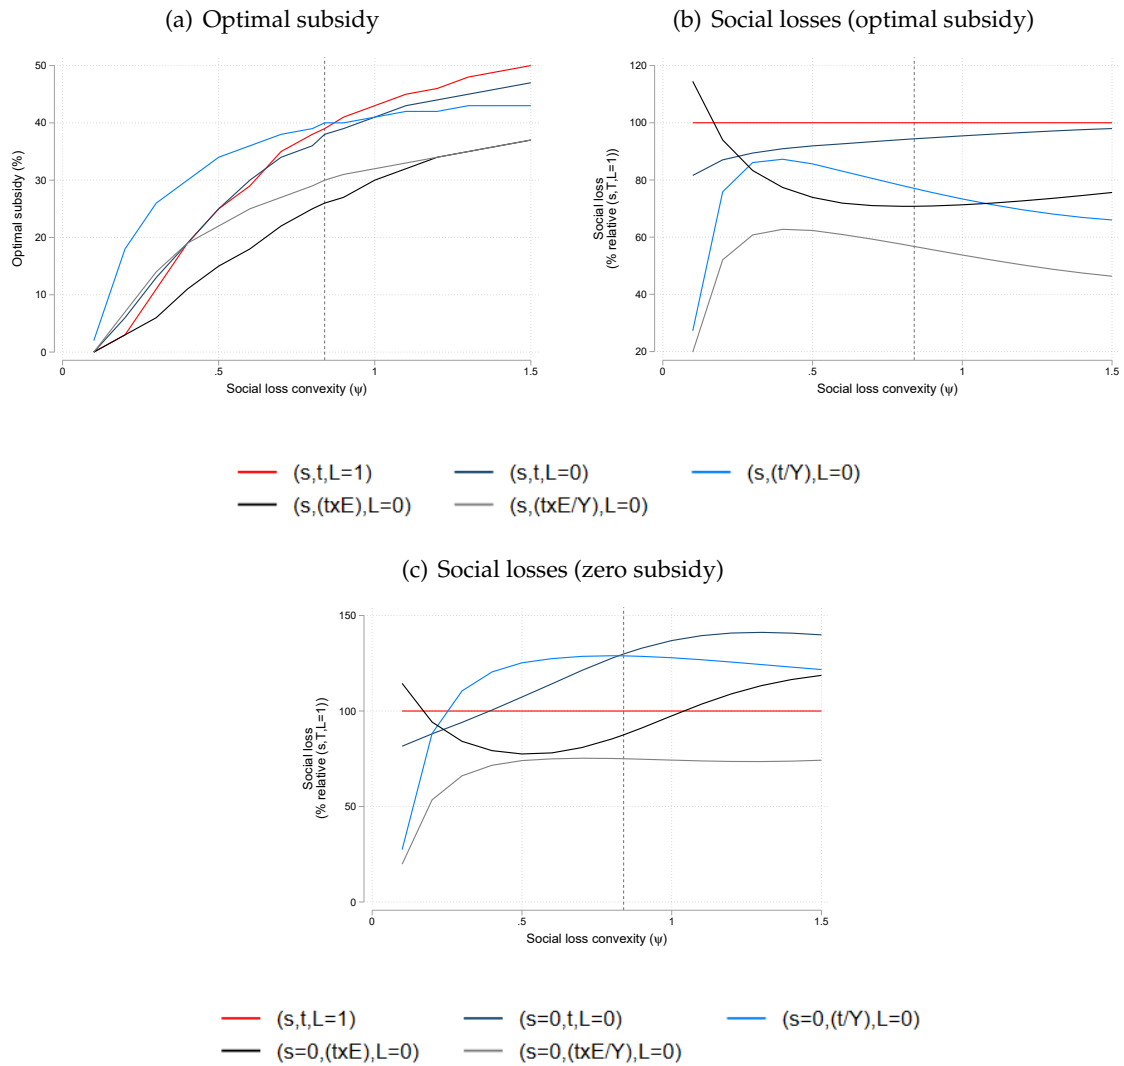 (a) Optimal subsidy
(b) Social losses (optimal subsidy)
Optimal subsidy (%)
50
40
30
20
10
0
0
.5
1
1.5
Social loss convexity (ψ)
Social loss
(% relative (s,T,L=1))
120
100
80
60
40
20
0
.5
1
1.5
Social loss convexity (ψ)
(s,t,L=1)
(s,t,L=0)
(s,(t/Y),L=0)
(s,(txE),L=0)
(s,(txE/Y),L=0)
(c) Social losses (zero subsidy)
Social loss
(% relative (s,T,L=1))
150
100
50
0
0
.5
1
1.5
Social loss convexity (ψ)
(s,t,L=1)
(s=0,t,L=0)
(s=0,(t/Y),L=0)
(s=0,(txE),L=0)
(s=0,(txE/Y),L=0)